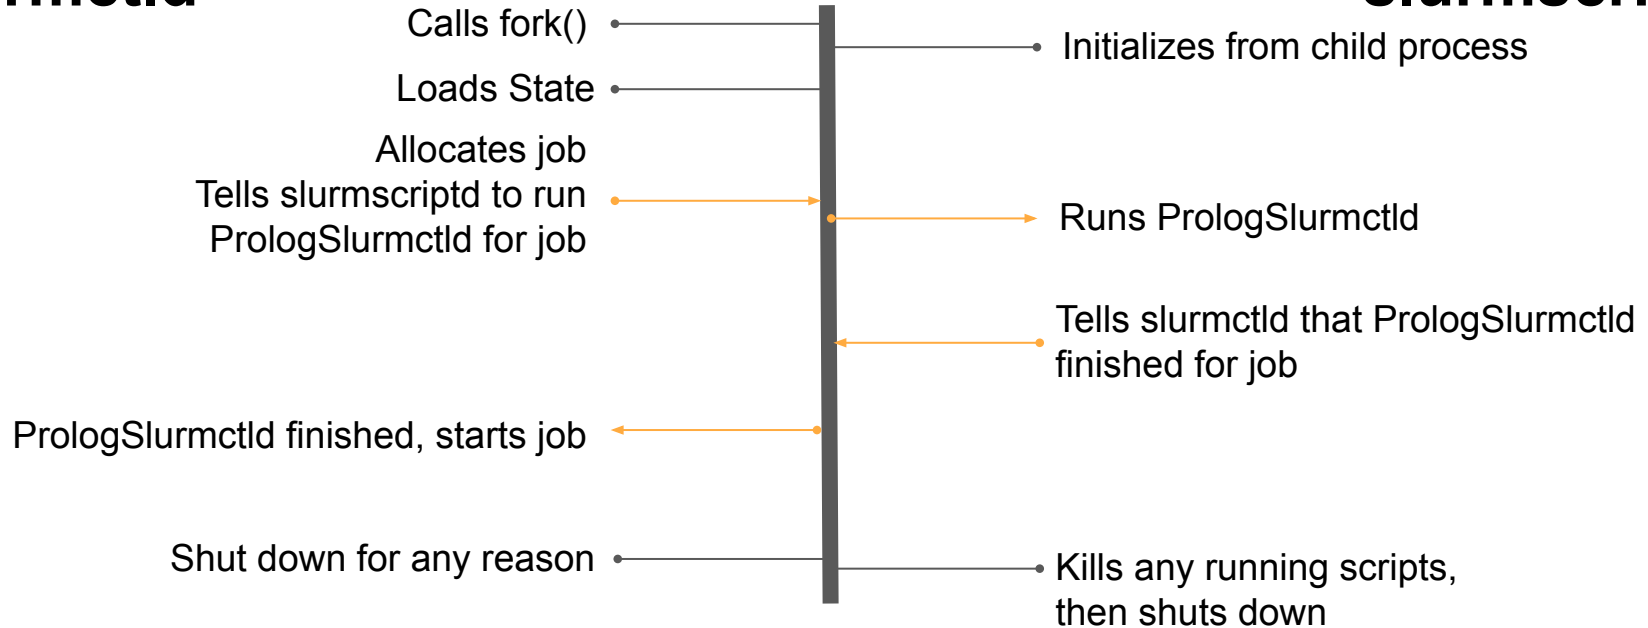 Calls fork()
Initializes from child process
Loads State
Allocates job
Tells slurmscriptd to run
PrologSlurmctld for job
Runs PrologSlurmctld
Tells slurmctld that PrologSlurmctld
finished for job
PrologSlurmctld finished, starts job
Shut down for any reason
Kills any running scripts,
then shuts down